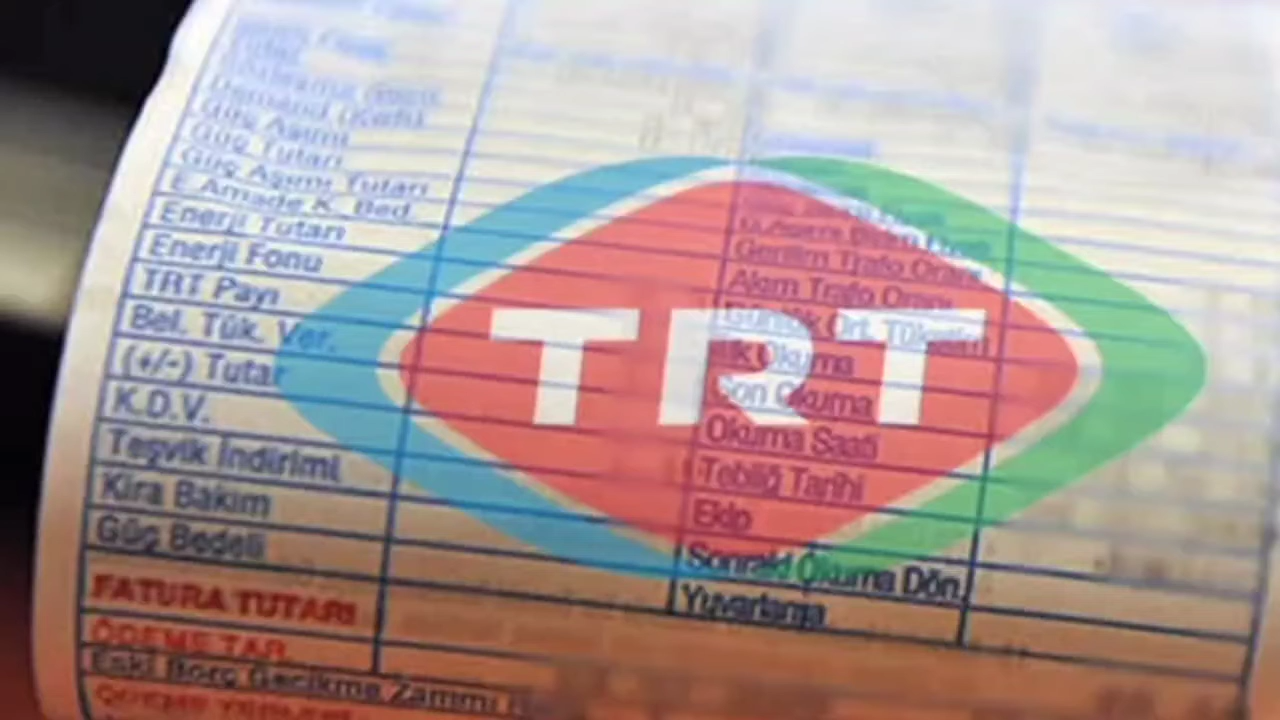 Güç Aşımı
Güç Tutarı
Güç Aşımı Tutarı
E Amade K. Bed.
Enerji Tutarı
Enerji Fonu
TRT Payı
Bel. Tük. Ver.
(+/-) Tutar
K.D.V.
Teşvik İndirimi
Kira Bakım
Güç Bedeli
FATURA TUTARI
ÖDEME TAR.
Eski Borç Gecikme Zammı
TRT
Gerilim Trafo Oranı
Akım Trafo Oranı
Günlük Ort. Tüketim
İlk Okuma
Son Okuma
Okuma Saati
Tebliğ Tarihi
Ekip
Sonraki Okuma Dön.
Yuvarlama